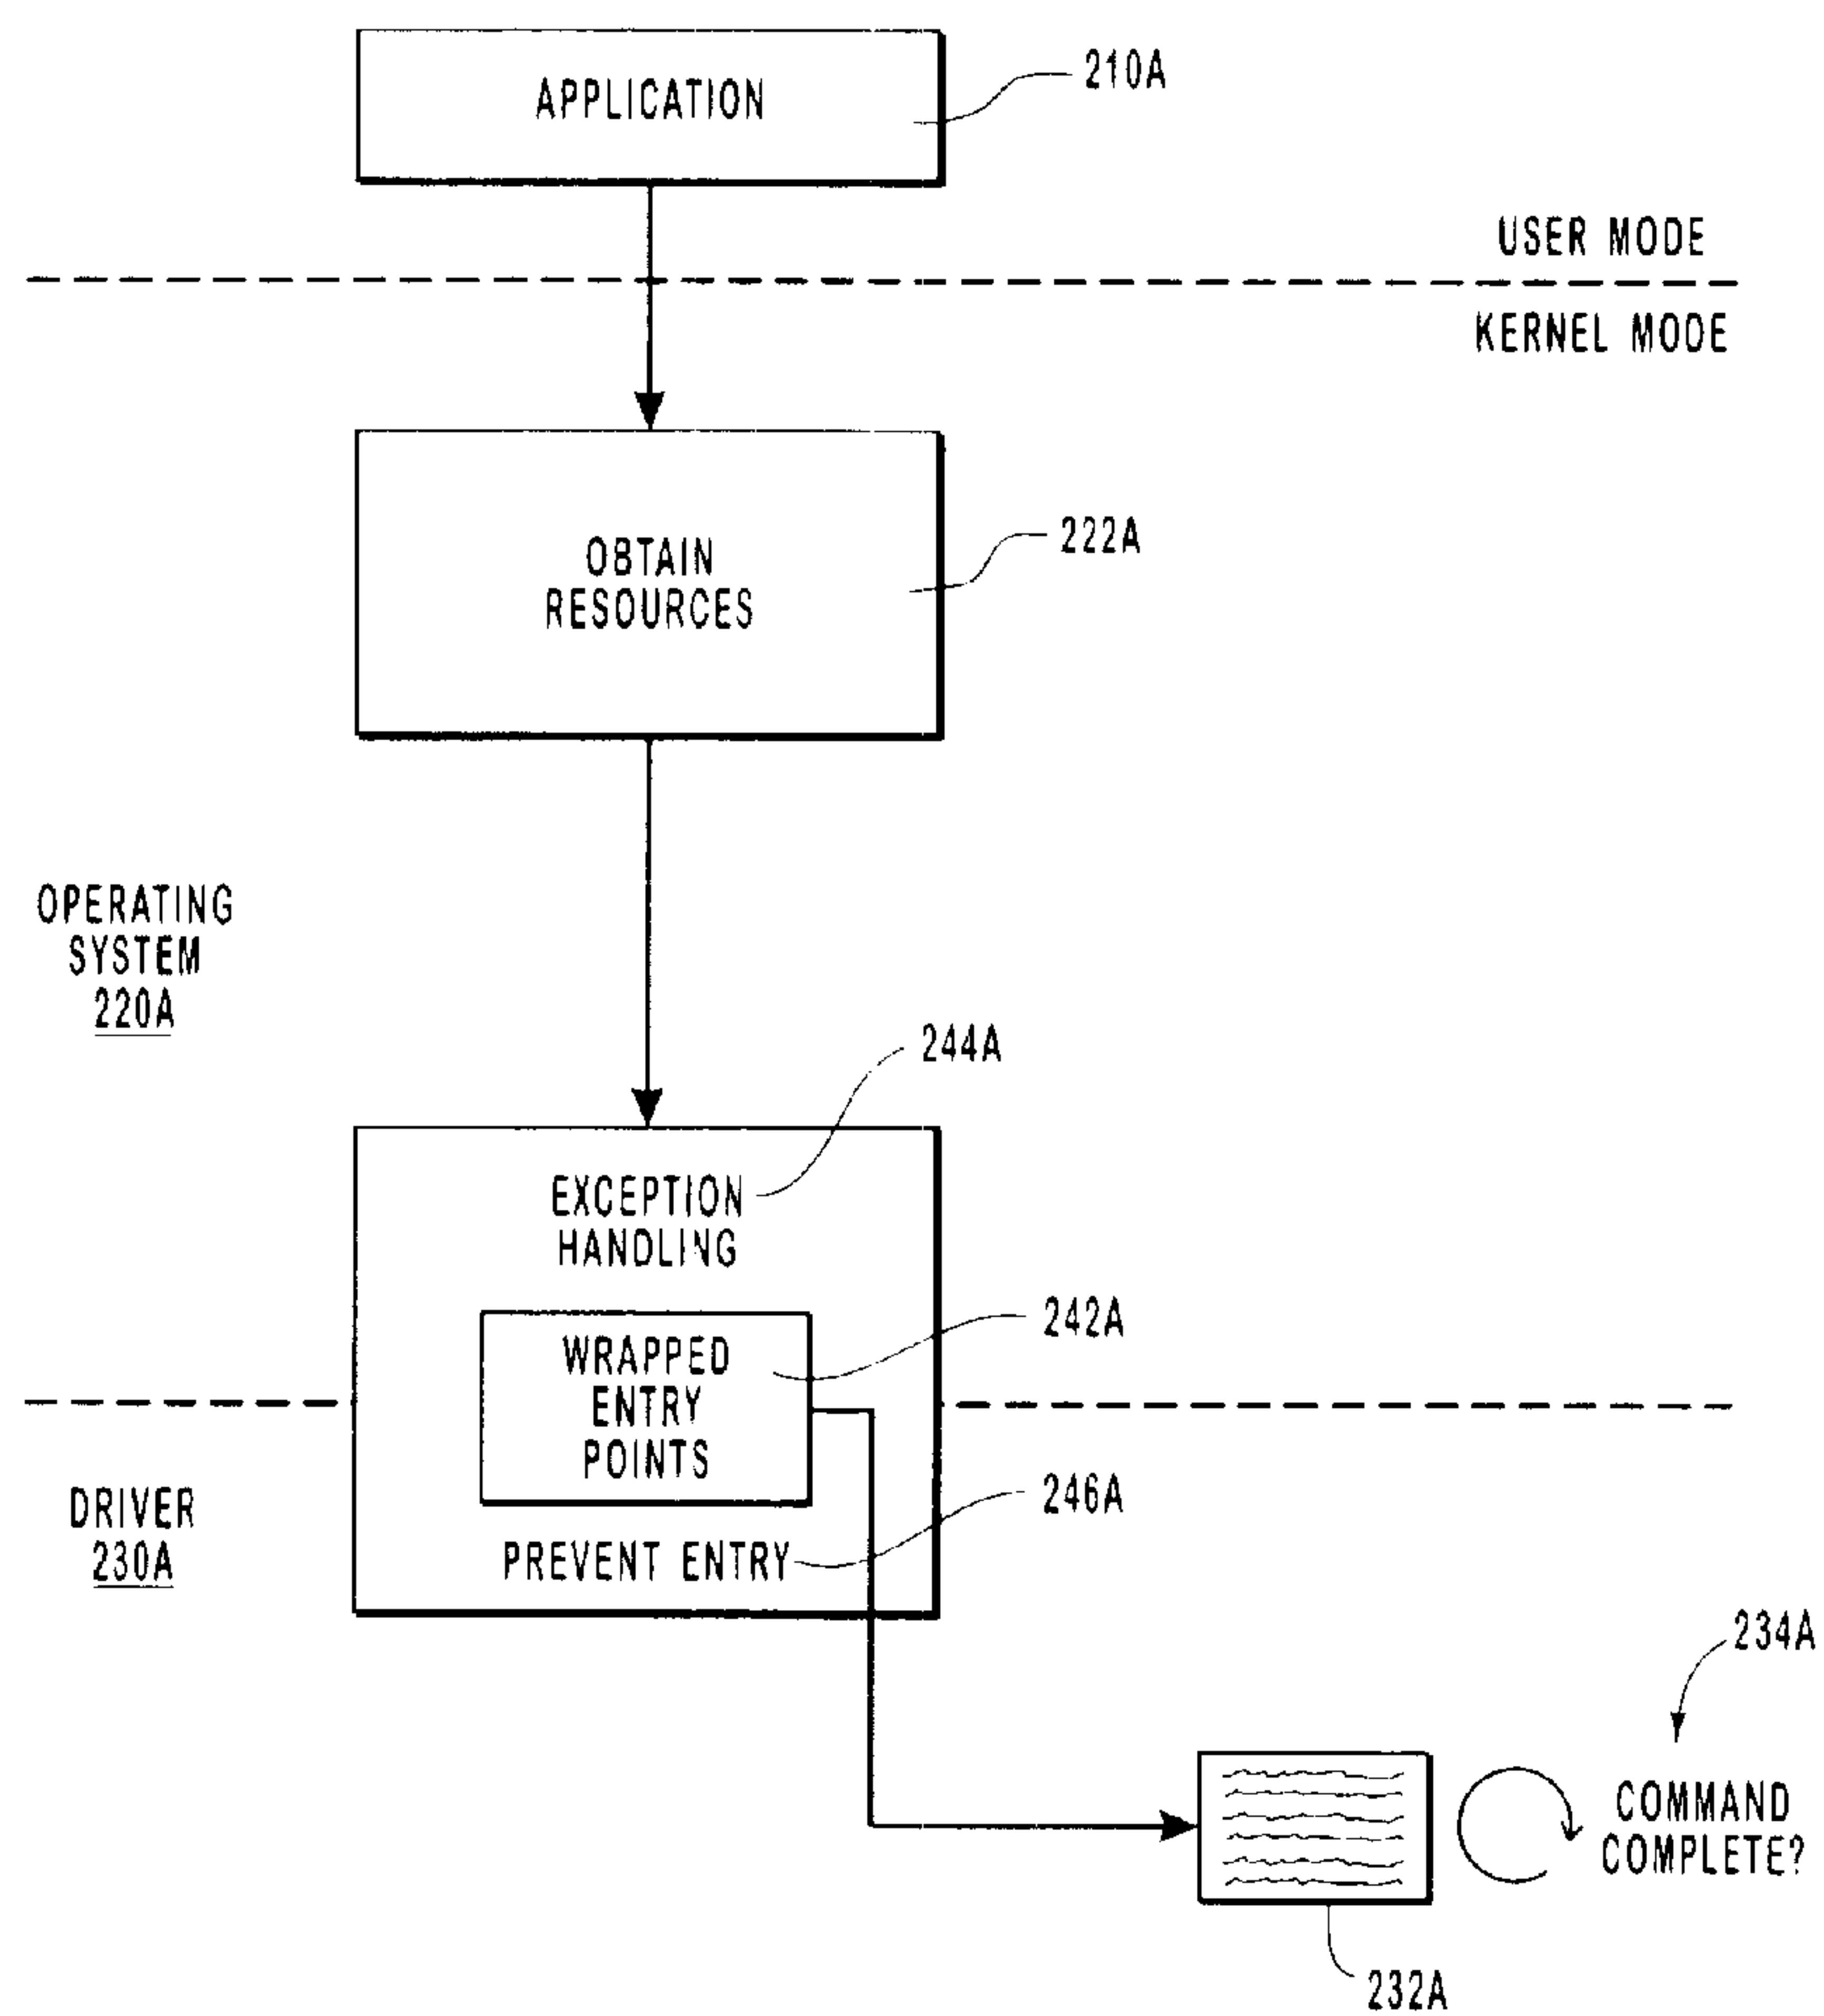 APPLICATION
210A
USER MODE
KERNEL MODE
OBTAIN
RESOURCES
222A
OPERATING
SYSTEM
220A
244A
EXCEPTION
HANDLING
242A
WRAPPED
ENTRY
POINTS
DRIVER
230A
246A
PREVENT ENTRY
234A
COMMAND
COMPLETE?
232A